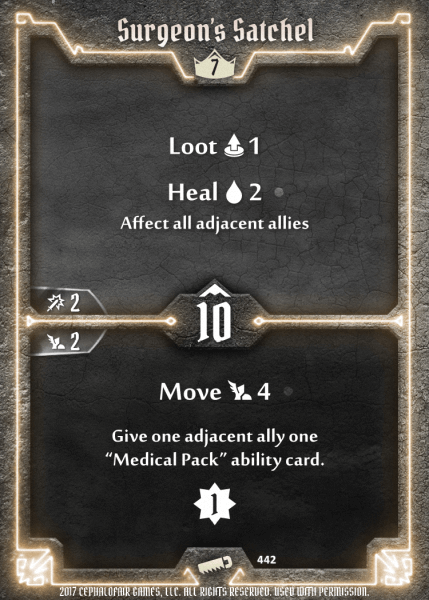 Surgeon's Satchel
7
Loot 1
Heal 2
Affect all adjacent allies
2
10
2
Move 4
Give one adjacent ally one
“Medical Pack” ability card.
1
442
2017 CEPHALOFAIR GAMES, LLC. ALL RIGHTS RESERVED. USED WITH PERMISSION.